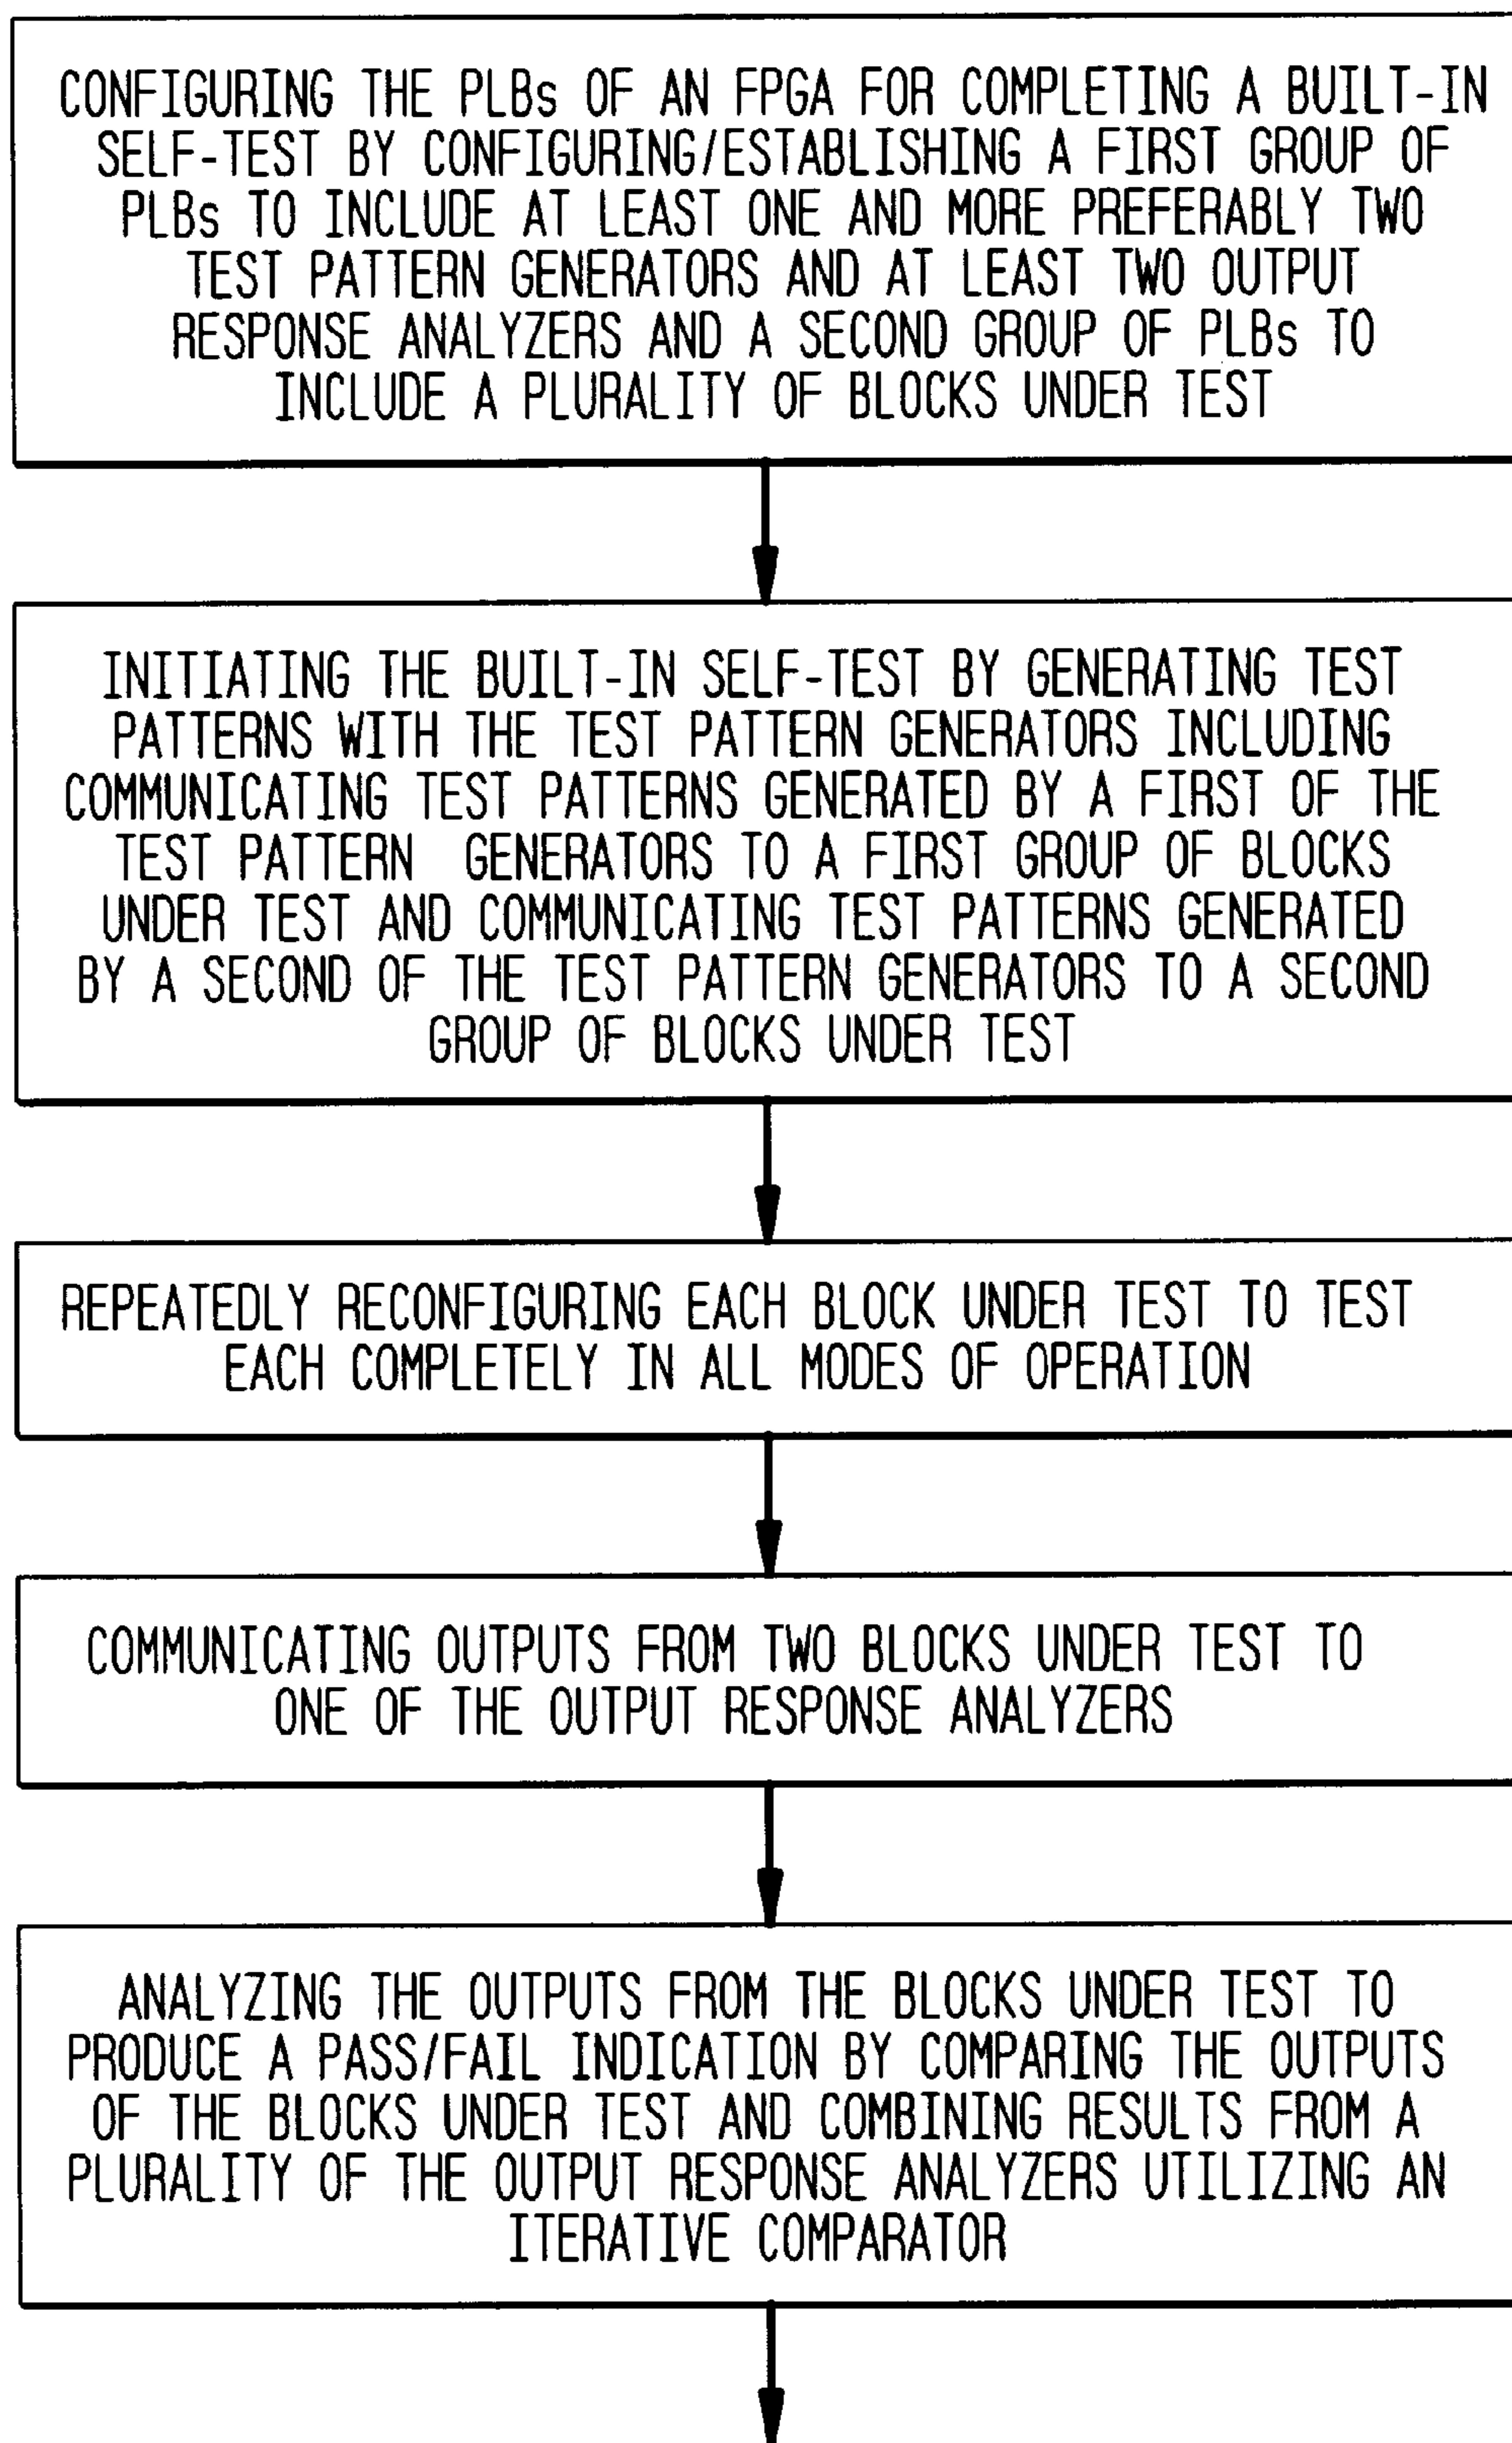 CONFIGURING THE PLBs OF AN FPGA FOR COMPLETING A BUILT-IN
SELF-TEST BY CONFIGURING/ESTABLISHING A FIRST GROUP OF
PLBs TO INCLUDE AT LEAST ONE AND MORE PREFERABLY TWO
TEST PATTERN GENERATORS AND AT LEAST TWO OUTPUT
RESPONSE ANALYZERS AND A SECOND GROUP OF PLBs TO
INCLUDE A PLURALITY OF BLOCKS UNDER TEST
INITIATING THE BUILT-IN SELF-TEST BY GENERATING TEST
PATTERNS WITH THE TEST PATTERN GENERATORS INCLUDING
COMMUNICATING TEST PATTERNS GENERATED BY A FIRST OF THE
TEST PATTERN GENERATORS TO A FIRST GROUP OF BLOCKS
UNDER TEST AND COMMUNICATING TEST PATTERNS GENERATED
BY A SECOND OF THE TEST PATTERN GENERATORS TO A SECOND
GROUP OF BLOCKS UNDER TEST
REPEATEDLY RECONFIGURING EACH BLOCK UNDER TEST TO TEST
EACH COMPLETELY IN ALL MODES OF OPERATION
COMMUNICATING OUTPUTS FROM TWO BLOCKS UNDER TEST TO
ONE OF THE OUTPUT RESPONSE ANALYZERS
ANALYZING THE OUTPUTS FROM THE BLOCKS UNDER TEST TO
PRODUCE A PASS/FAIL INDICATION BY COMPARING THE OUTPUTS
OF THE BLOCKS UNDER TEST AND COMBINING RESULTS FROM A
PLURALITY OF THE OUTPUT RESPONSE ANALYZERS UTILIZING AN
ITERATIVE COMPARATOR